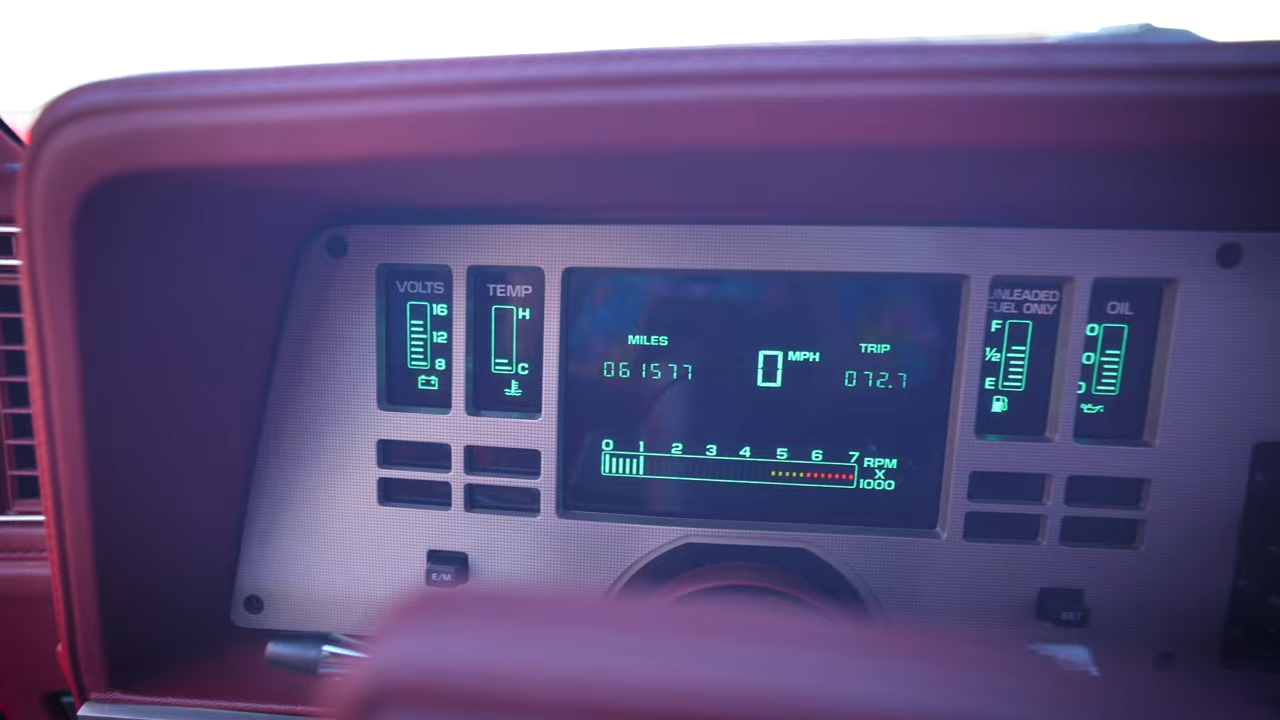 VOLTS
16
12
8
TEMP
H
C
MILES
061577
0 MPH
TRIP
072.7
0 1 2 3 4 5 6 7
RPM
X
1000
UNLEADED
FUEL ONLY
F
½
E
OIL
E/M
SET